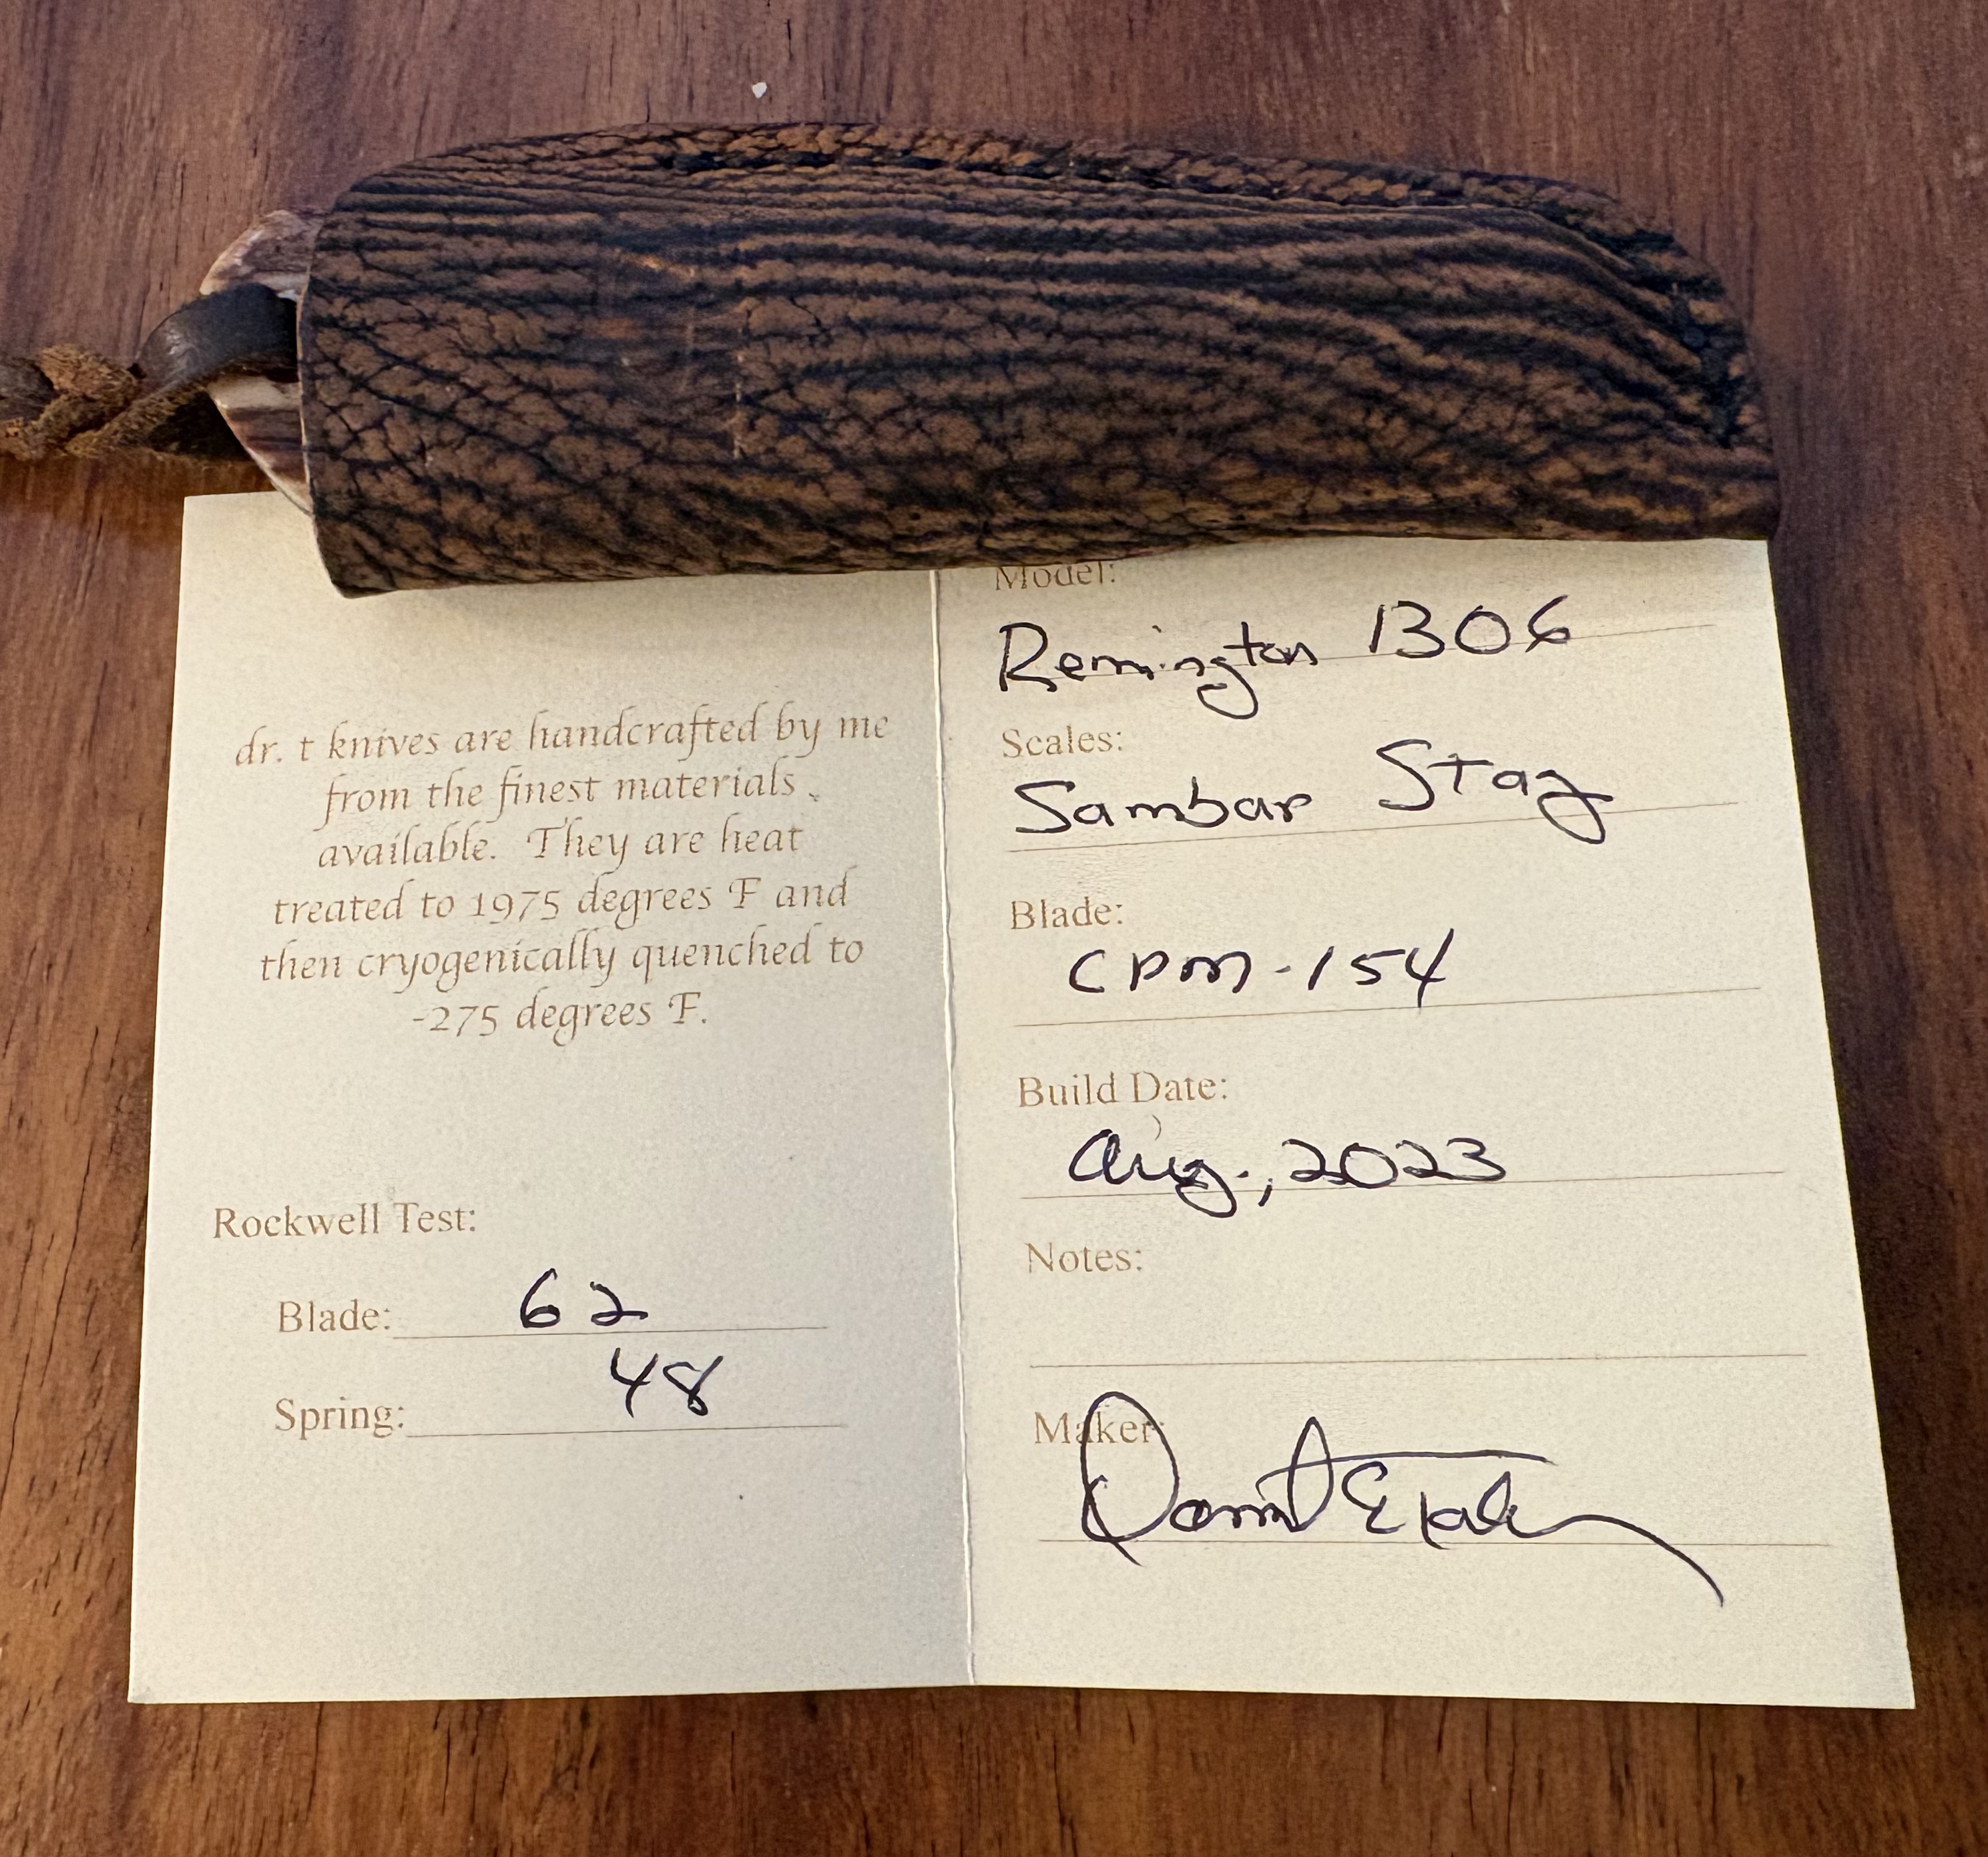 dr. t knives are handcrafted by me
from the finest materials
available. They are heat
treated to 1975 degrees F and
then cryogenically quenched to
-275 degrees F.
Rockwell Test:
Blade: 62
Spring: 48
Model:
Remington 1306
Scales:
Sambar Stag
Blade:
CPM-154
Build Date:
Aug., 2023
Notes:
Maker: